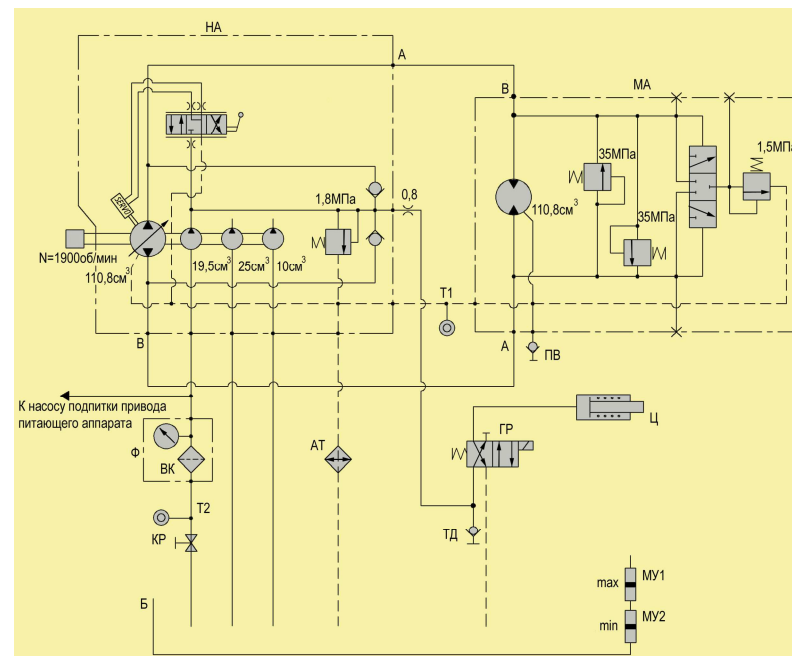 НА
А
В
МА
SERVO
1,8МПа
0,8
35МПа
35МПа
1,5МПа
110,8см³
N=1900об/мин
110,8см³
19,5см³
25см³
10см³
Т1
В
А
ПВ
К насосу подпитки привода
питающего аппарата
Ф
ВК
АТ
ГР
Ц
Т2
КР
ТД
Б
max
МУ1
min
МУ2